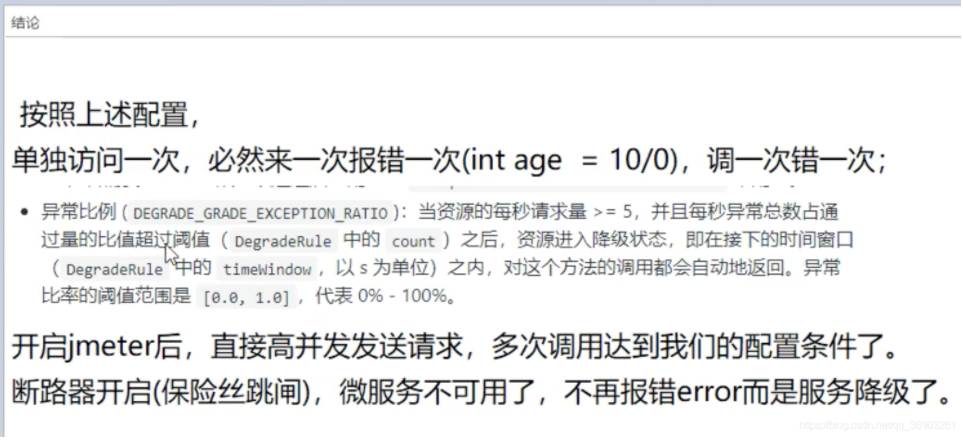 结论
按照上述配置，
单独访问一次，必然来一次报错一次(int age = 10/0)，调一次错一次；
• 异常比例 ( DEGRADE_GRADE_EXCEPTION_RATIO )：当资源的每秒请求量 >= 5，并且每秒异常总数占通
过量的比值超过阈值（ DegradeRule 中的 count ）之后，资源进入降级状态，即在接下的时间窗口
（ DegradeRule 中的 timeWindow ，以 s 为单位）之内，对这个方法的调用都会自动地返回。异常
比率的阈值范围是 [0.0, 1.0] ，代表 0% - 100%。
开启jmeter后，直接高并发发送请求，多次调用达到我们的配置条件了。
断路器开启(保险丝跳闸)，微服务不可用了，不再报错error而是服务降级了。
https://blog.csdn.net/qq_36903261